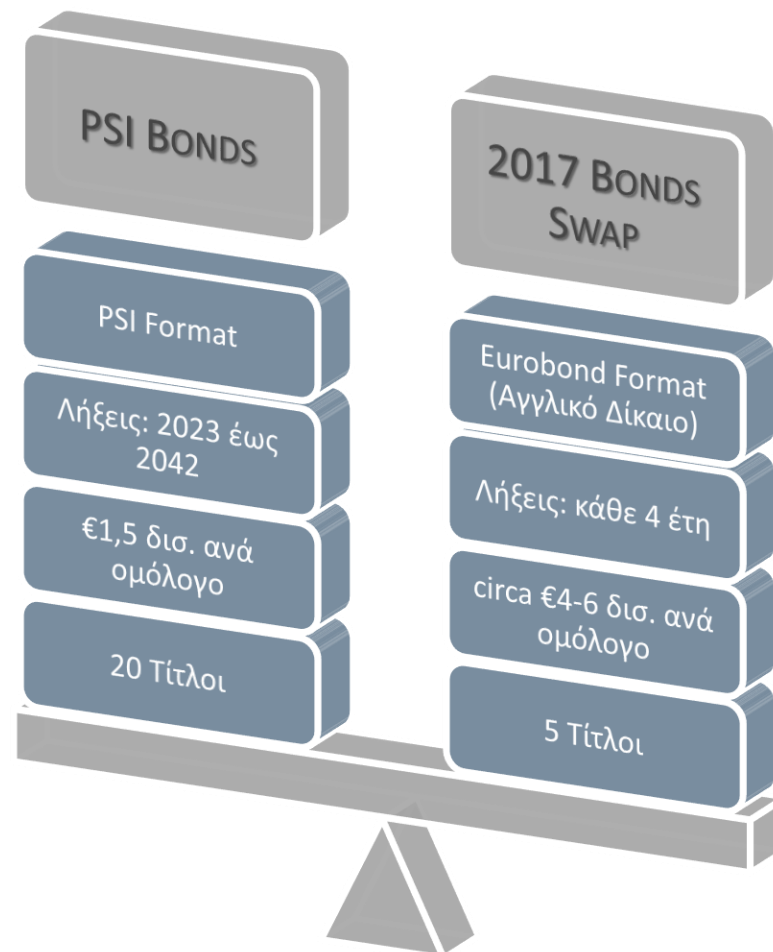 PSI BONDS
PSI Format
Λήξεις: 2023 έως
2042
€1,5 δισ. ανά
ομόλογο
20 Τίτλοι
2017 BONDS
SWAP
Eurobond Format
(Αγγλικό Δίκαιο)
Λήξεις: κάθε 4 έτη
circa €4-6 δισ. ανά
ομόλογο
5 Τίτλοι